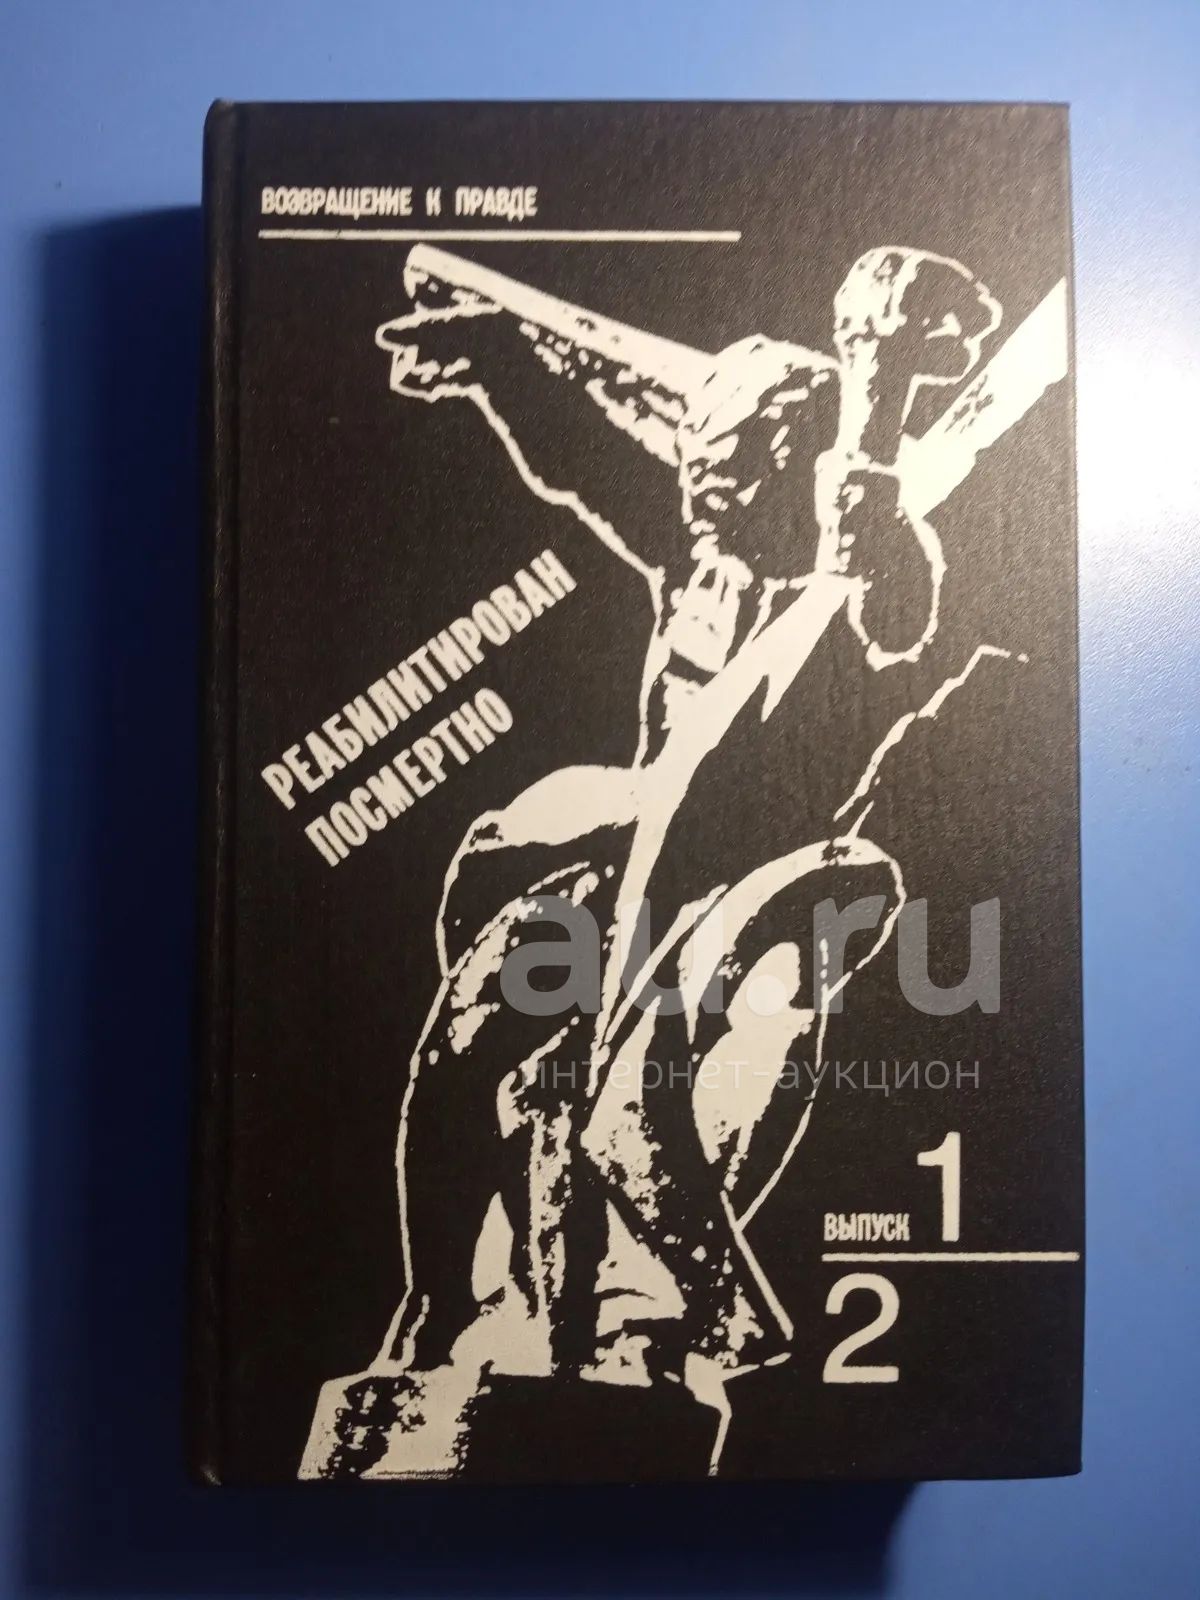 ВОЗВРАЩЕНИЕ К ПРАВДЕ
РЕАБИЛИТИРОВАН
ПОСМЕРТНО
au.ru
интернет-аукцион
ВЫПУСК 1
2